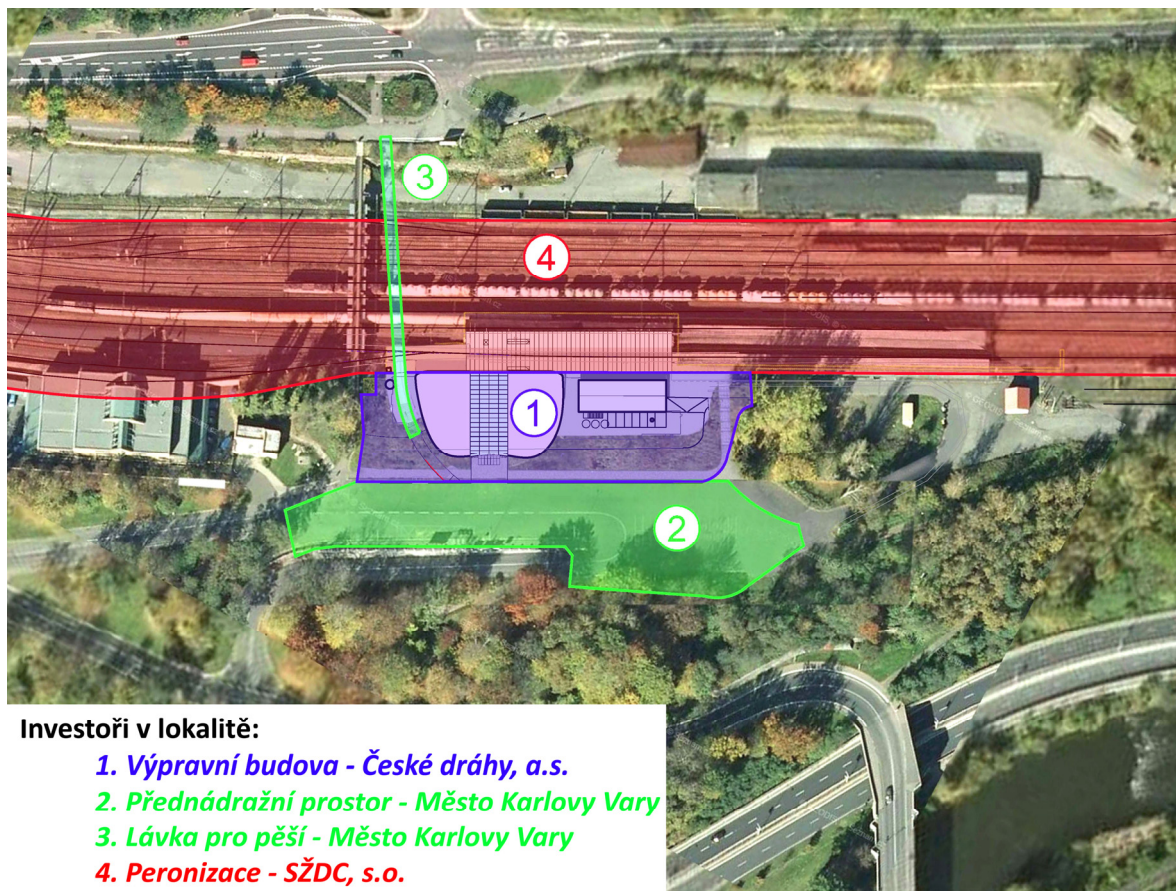 3
4
1
2
Investoři v lokalitě:
1. Výpravní budova - České dráhy, a.s.
2. Přednádražní prostor - Město Karlovy Vary
3. Lávka pro pěší - Město Karlovy Vary
4. Peronizace - SŽDC, s.o.